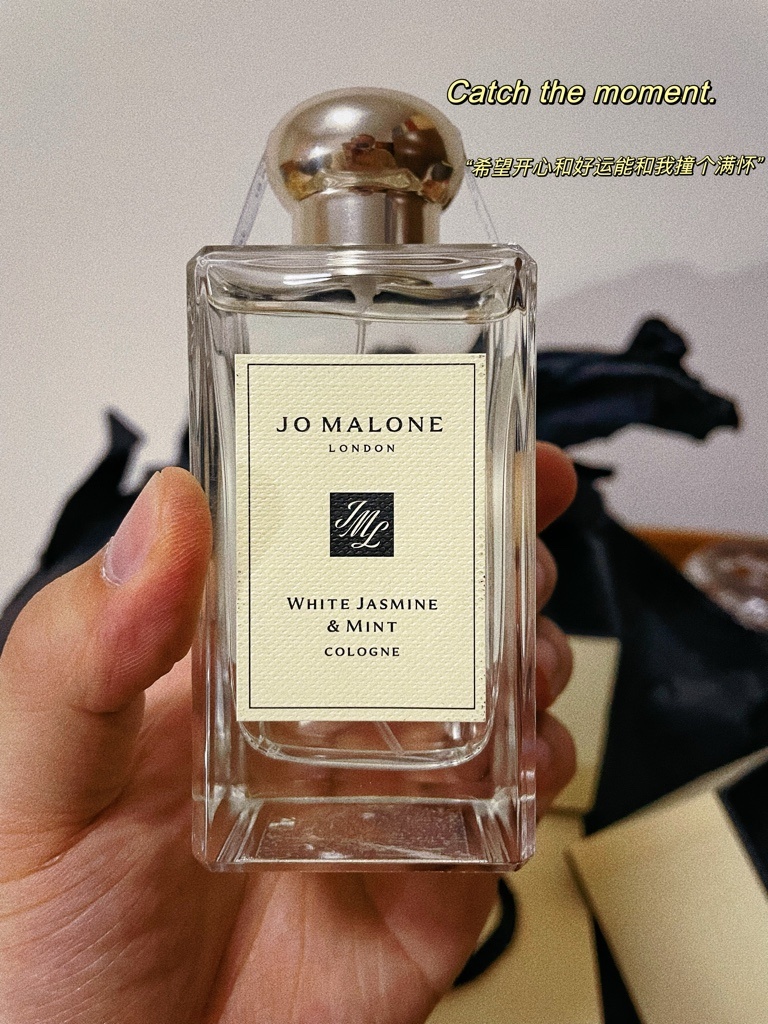 Catch the moment.
“希望开心和好运能和我撞个满怀”
JO MALONE
LONDON
JML
WHITE JASMINE
& MINT
COLOGNE